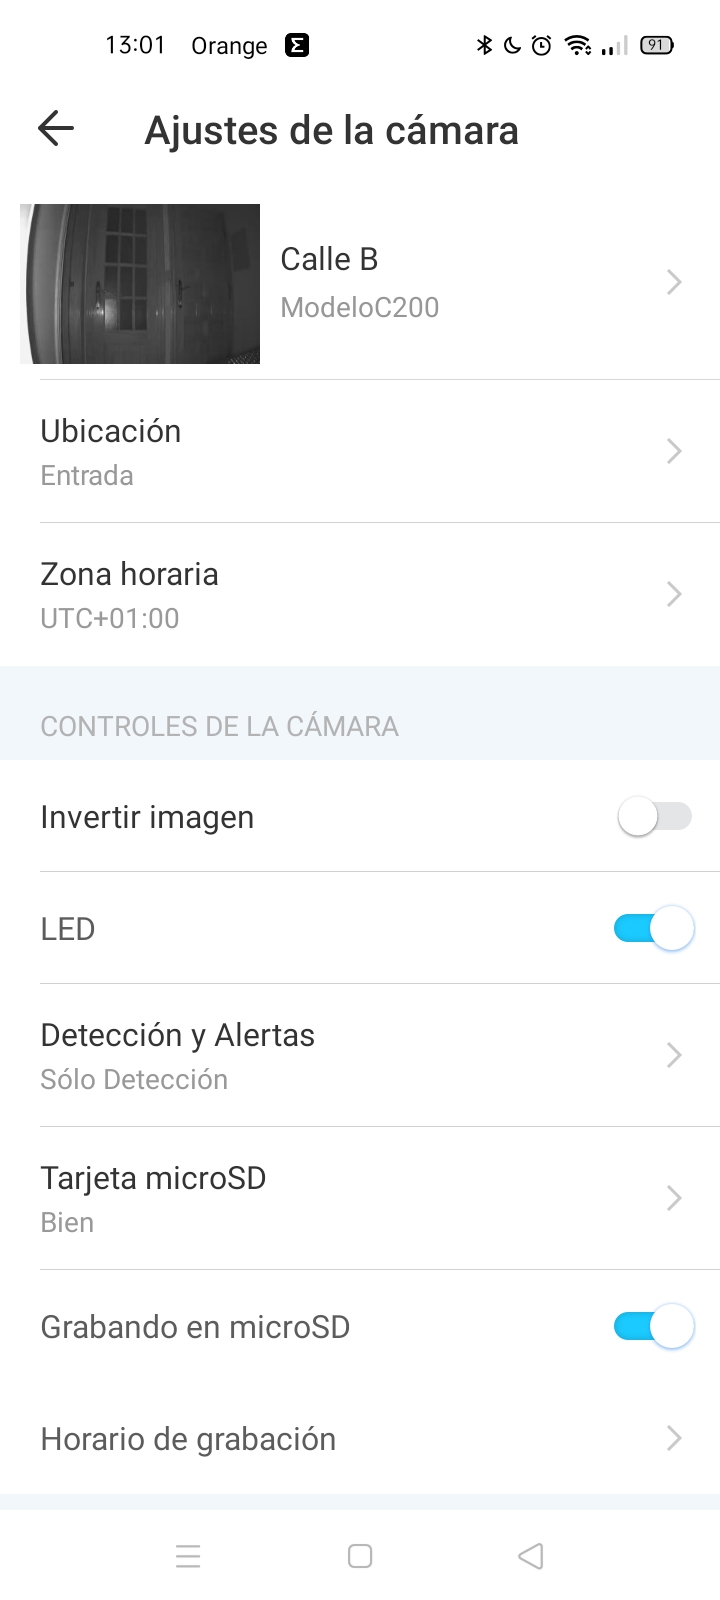 13:01 Orange Σ 91
Ajustes de la cámara
Calle B
ModeloC200
Ubicación
Entrada
Zona horaria
UTC+01:00
CONTROLES DE LA CÁMARA
Invertir imagen
LED
Detección y Alertas
Sólo Detección
Tarjeta microSD
Bien
Grabando en microSD
Horario de grabación